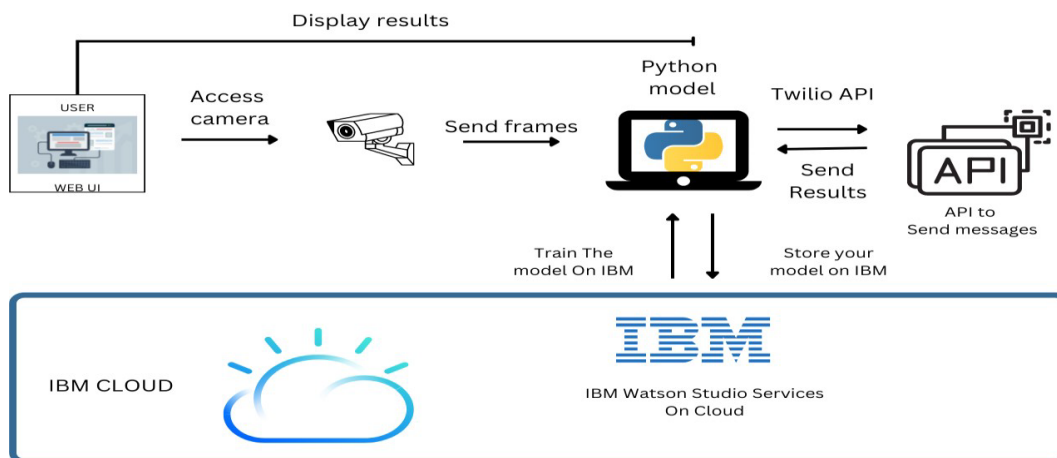 Display results
USER
WEB UI
Access
camera
Send frames
Python
model
Twilio API
Send
Results
API
API to
Send messages
Train The
model On IBM
Store your
model on IBM
IBM CLOUD
IBM
IBM Watson Studio Services
On Cloud